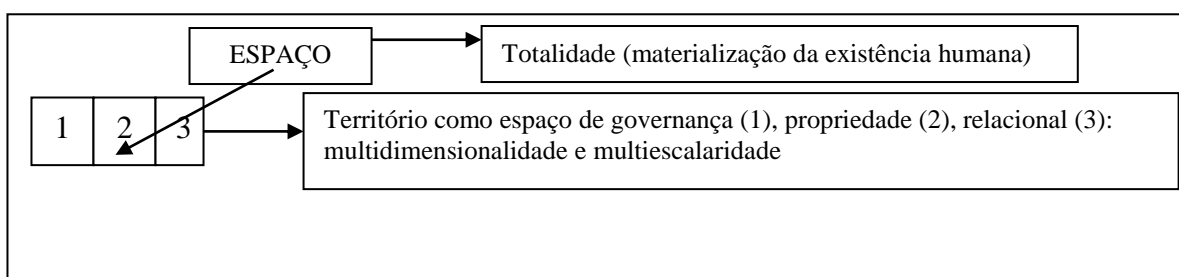 ESPAÇO
Totalidade (materialização da existência humana)
1 2 3
Território como espaço de governança (1), propriedade (2), relacional (3):
multidimensionalidade e multiescalaridade